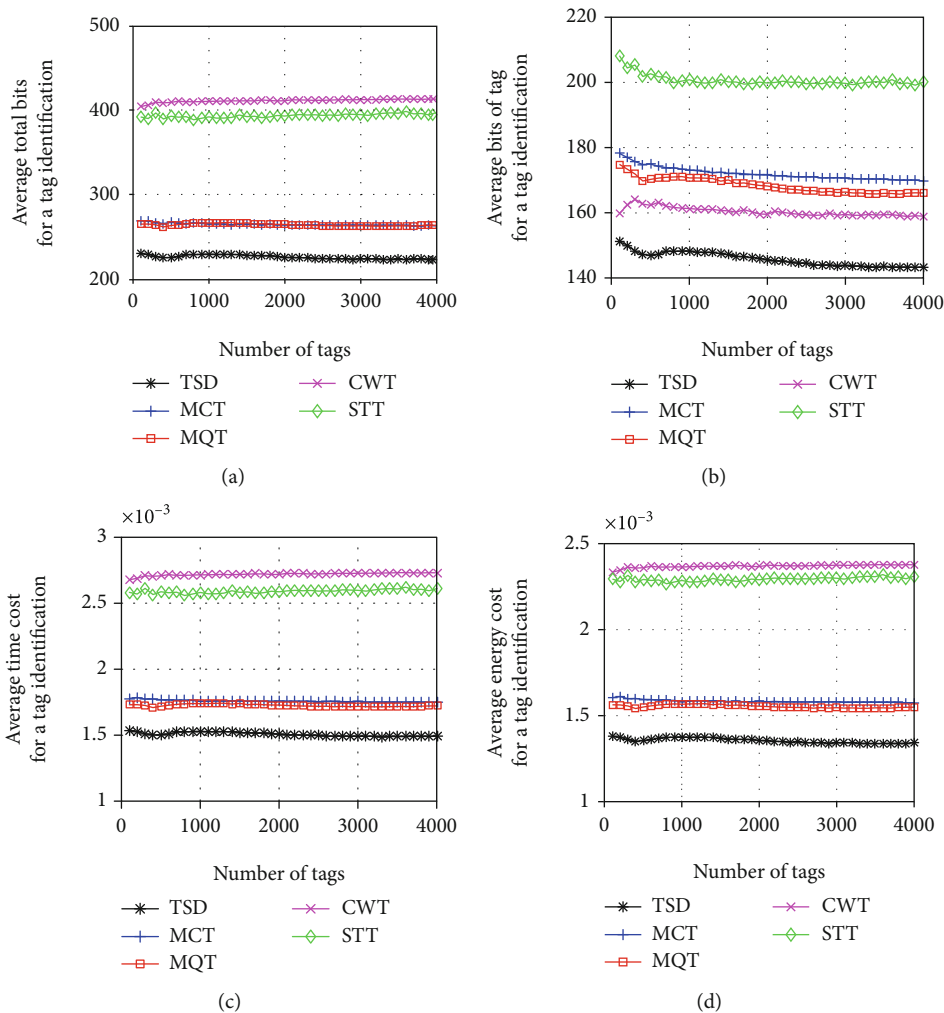 500
400
300
200
0
1000
2000
3000
4000
Average total bits
for a tag identification
Number of tags
TSD
CWT
MCT
STT
MQT
(a)
220
200
180
160
140
0
1000
2000
3000
4000
Average bits of tag
for a tag identification
Number of tags
TSD
CWT
MCT
STT
MQT
(b)
×10⁻³
3
2.5
2
1.5
1
0
1000
2000
3000
4000
Average time cost
for a tag identification
Number of tags
TSD
CWT
MCT
STT
MQT
(c)
×10⁻³
2.5
2
1.5
1
0
1000
2000
3000
4000
Average energy cost
for a tag identification
Number of tags
TSD
CWT
MCT
STT
MQT
(d)